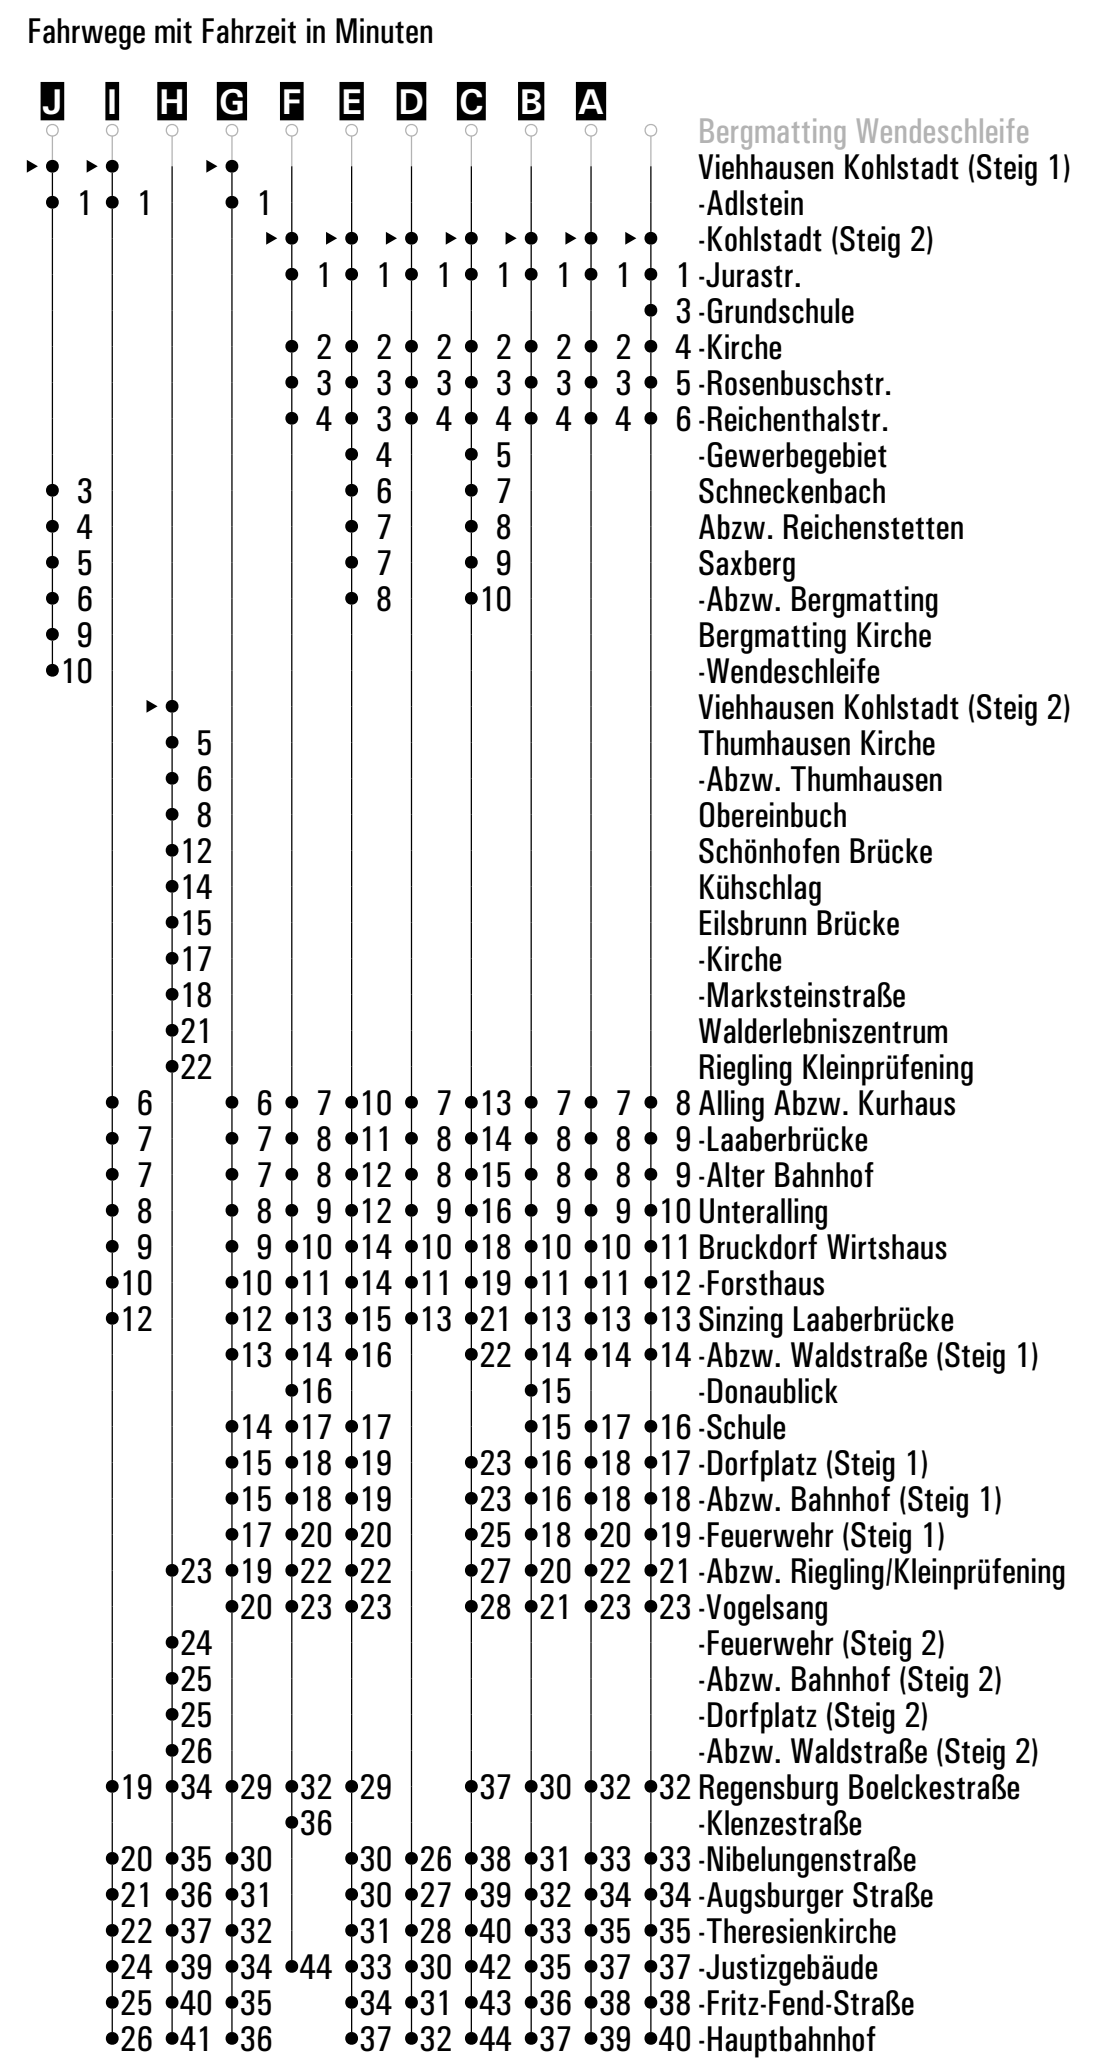 Fahrwege mit Fahrzeit in Minuten
J I H G F E D C B A
Bergmatting Wendeschleife
Viehhausen Kohlstadt (Steig 1)
1 1 1 -Adlstein
-Kohlstadt (Steig 2)
1 1 1 1 1 1 1 -Jurastr.
3 -Grundschule
2 2 2 2 2 2 4 -Kirche
3 3 3 3 3 3 5 -Rosenbuschstr.
4 3 4 4 4 4 6 -Reichenthalstr.
4 5 -Gewerbegebiet
3 6 7 Schneckenbach
4 7 8 Abzw. Reichenstetten
5 7 9 Saxberg
6 8 10 -Abzw. Bergmatting
9 Bergmatting Kirche
10 -Wendeschleife
Viehhausen Kohlstadt (Steig 2)
5 Thumhausen Kirche
6 -Abzw. Thumhausen
8 Obereinbuch
12 Schönhofen Brücke
14 Kühschlag
15 Eilsbrunn Brücke
17 -Kirche
18 -Marksteinstraße
21 Walderlebniszentrum
22 Riegling Kleinprüfening
6 6 7 10 7 13 7 7 8 Alling Abzw. Kurhaus
7 7 8 11 8 14 8 8 9 -Laaberbrücke
7 7 8 12 8 15 8 8 9 -Alter Bahnhof
8 8 9 12 9 16 9 9 10 Unteralling
9 9 10 14 10 18 10 10 11 Bruckdorf Wirtshaus
10 10 11 14 11 19 11 11 12 -Forsthaus
12 12 13 15 13 21 13 13 13 Sinzing Laaberbrücke
13 14 16 22 14 14 14 -Abzw. Waldstraße (Steig 1)
16 15 -Donaublick
14 17 17 15 17 16 -Schule
15 18 19 23 16 18 17 -Dorfplatz (Steig 1)
15 18 19 23 16 18 18 -Abzw. Bahnhof (Steig 1)
17 20 20 25 18 20 19 -Feuerwehr (Steig 1)
23 19 22 22 27 20 22 21 -Abzw. Riegling/Kleinprüfening
20 23 23 28 21 23 23 -Vogelsang
24 -Feuerwehr (Steig 2)
25 -Abzw. Bahnhof (Steig 2)
25 -Dorfplatz (Steig 2)
26 -Abzw. Waldstraße (Steig 2)
19 34 29 32 29 37 30 32 32 Regensburg Boelckestraße
36 -Klenzestraße
20 35 30 30 26 38 31 33 33 -Nibelungenstraße
21 36 31 30 27 39 32 34 34 -Augsburger Straße
22 37 32 31 28 40 33 35 35 -Theresienkirche
24 39 34 44 33 30 42 35 37 37 -Justizgebäude
25 40 35 34 31 43 36 38 38 -Fritz-Fend-Straße
26 41 36 37 32 44 37 39 40 -Hauptbahnhof